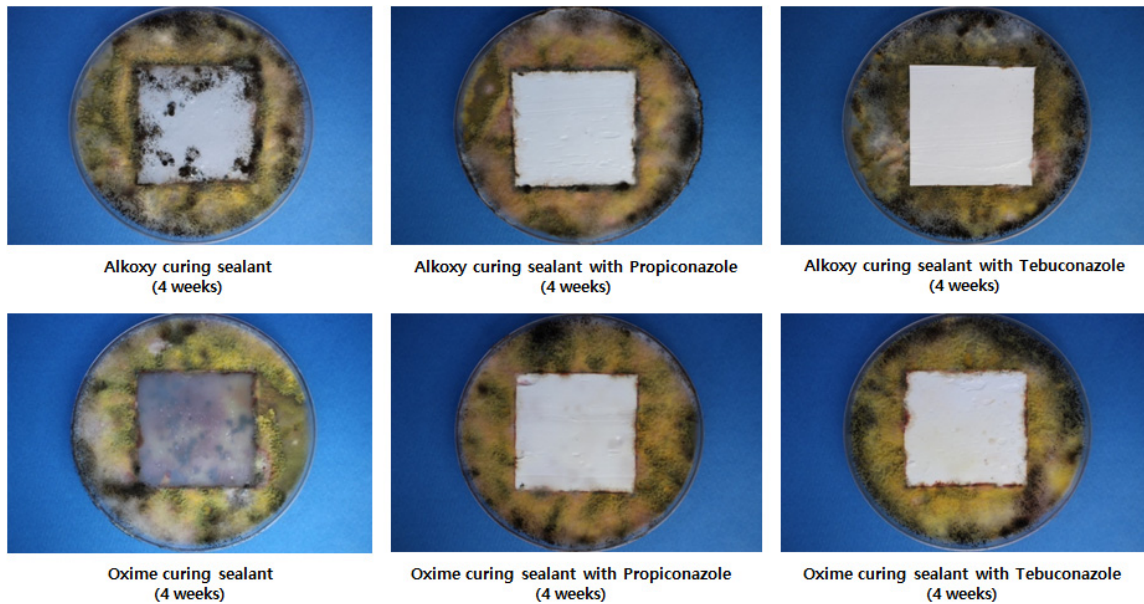 Alkoxy curing sealant
(4 weeks)
Alkoxy curing sealant with Propiconazole
(4 weeks)
Alkoxy curing sealant with Tebuconazole
(4 weeks)
Oxime curing sealant
(4 weeks)
Oxime curing sealant with Propiconazole
(4 weeks)
Oxime curing sealant with Tebuconazole
(4 weeks)